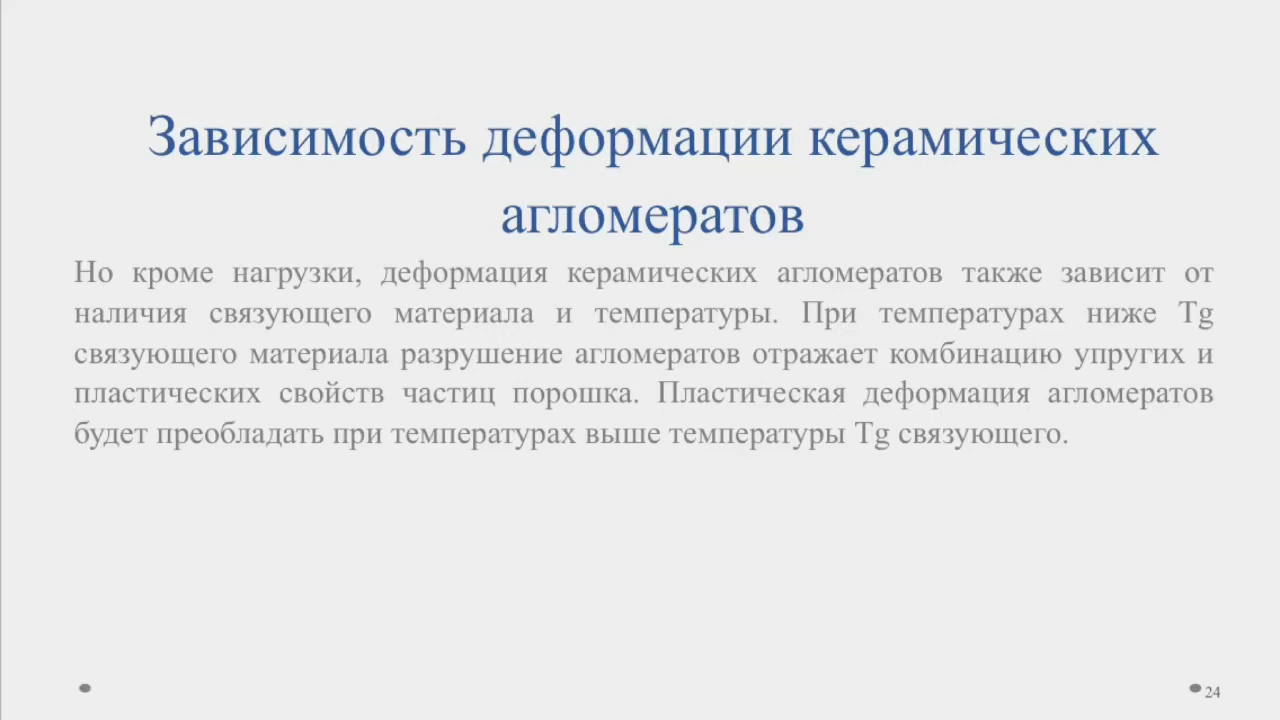 Зависимость деформации керамических
агломератов
Но кроме нагрузки, деформация керамических агломератов также зависит от
наличия связующего материала и температуры. При температурах ниже Tg
связующего материала разрушение агломератов отражает комбинацию упругих и
пластических свойств частиц порошка. Пластическая деформация агломератов
будет преобладать при температурах выше температуры Tg связующего.
24